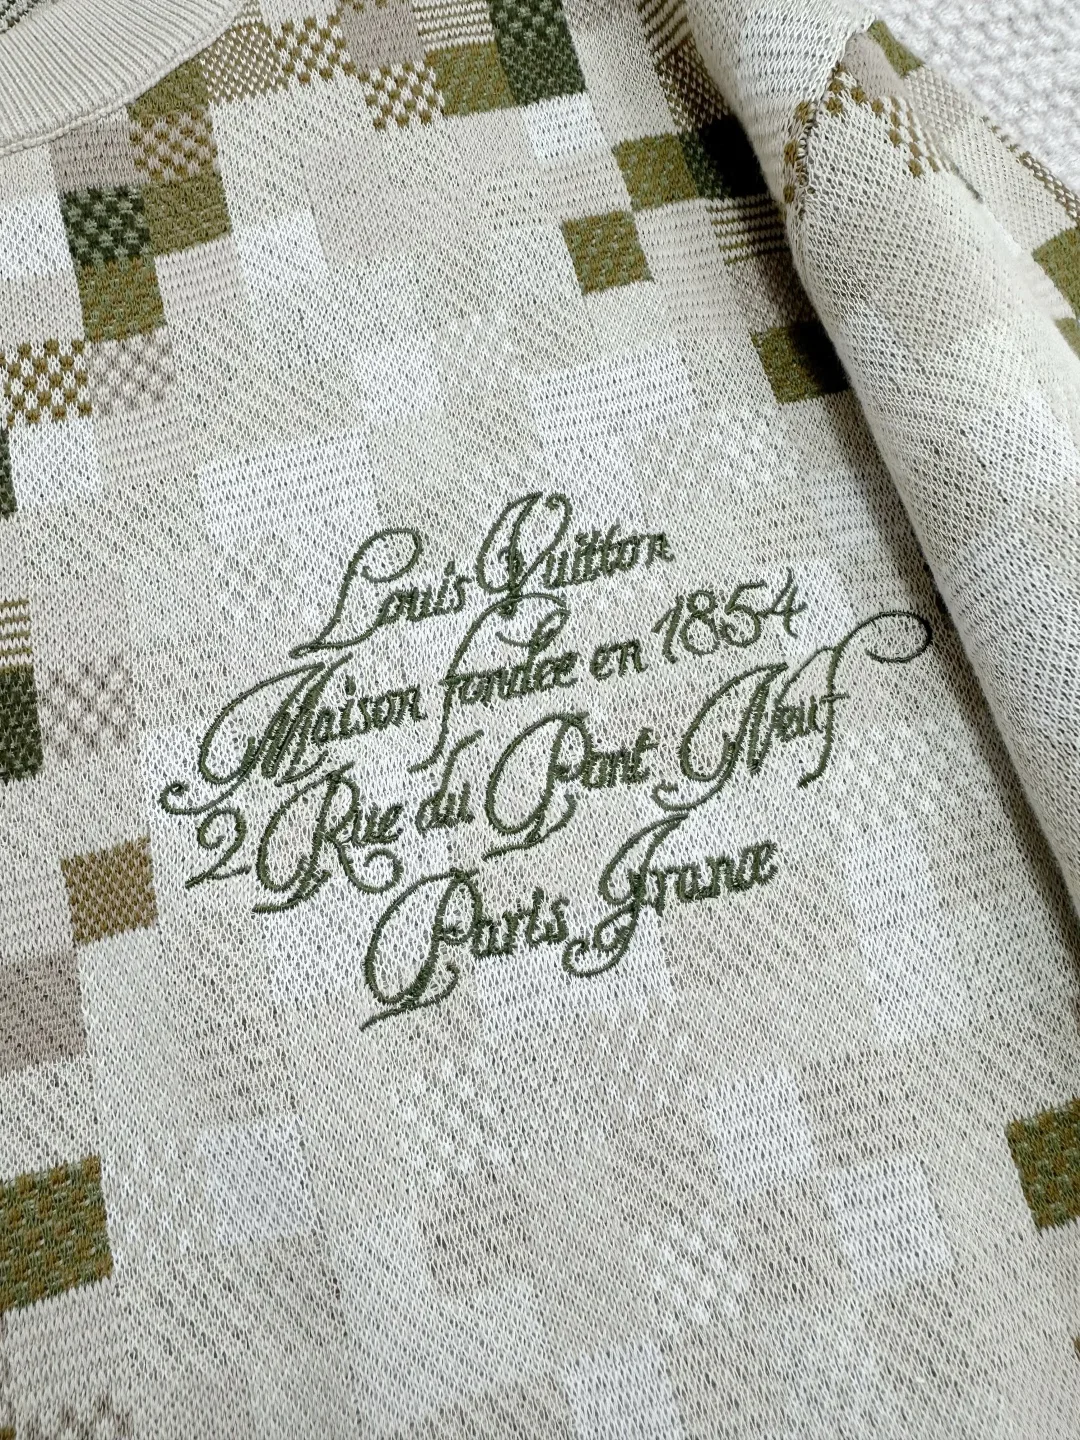 Louis Vuitton
Maison fondée en 1854
2 Rue du Pont Neuf
Paris France